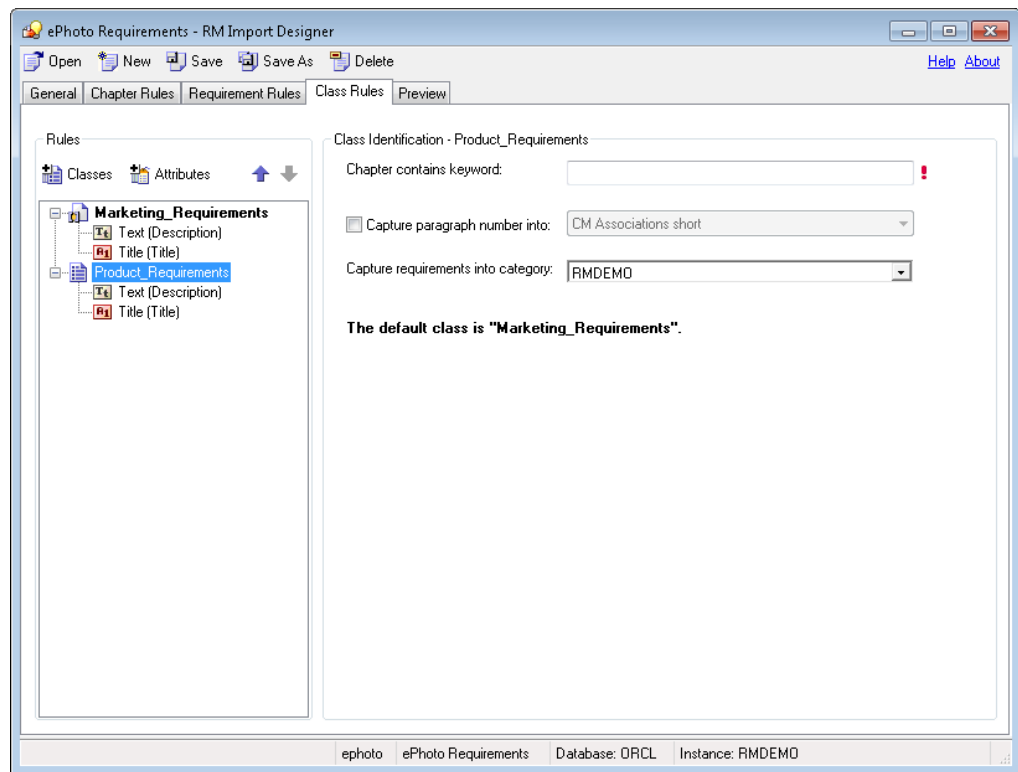 ePhoto Requirements - RM Import Designer
Open New Save Save As Delete Help About
General Chapter Rules Requirement Rules Class Rules Preview
Rules Class Identification - Product_Requirements
Classes Attributes Chapter contains keyword: !
Marketing_Requirements
Text (Description) Capture paragraph number into: CM Associations short
Title (Title)
Product_Requirements Capture requirements into category: RMDEMO
Text (Description)
Title (Title)
The default class is "Marketing_Requirements".
ephoto ePhoto Requirements Database: ORCL Instance: RMDEMO